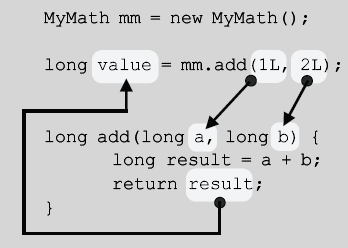 MyMath mm = new MyMath();
long value = mm.add(1L, 2L);
long add(long a, long b) {
long result = a + b;
return result;
}